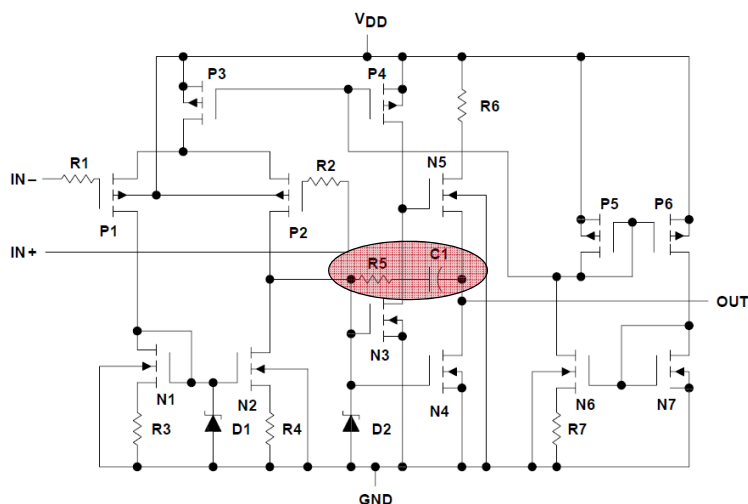 VDD
P3
P4
R6
R1
R2
N5
IN–
P5
P6
P1
P2
IN+
R5
C1
OUT
N3
N1
N2
N4
N6
N7
R3
D1
R4
D2
R7
GND